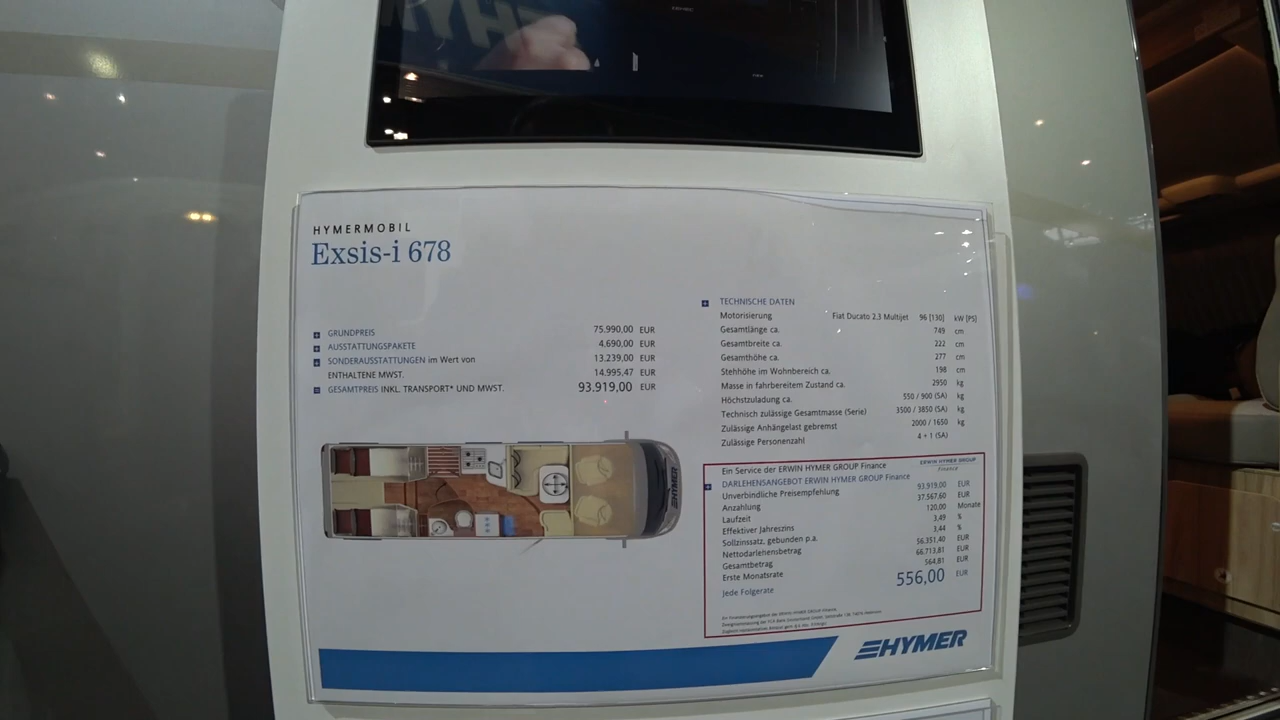 HYMERMOBIL
Exsis-i 678
GRUNDPREIS 75.990,00 EUR
AUSSTATTUNGSPAKETE 4.690,00 EUR
SONDERAUSSTATTUNGEN im Wert von 13.239,00 EUR
ENTHALTENE MWST. 14.995,47 EUR
GESAMTPREIS INKL. TRANSPORT* UND MWST. 93.919,00 EUR
TECHNISCHE DATEN
Motorisierung Fiat Ducato 2.3 Multijet 96 [130] kW [PS]
Gesamtlänge ca. 749 cm
Gesamtbreite ca. 222 cm
Gesamthöhe ca. 277 cm
Stehhöhe im Wohnbereich ca. 198 cm
Masse in fahrbereitem Zustand ca. 2950 kg
Höchstzuladung ca. 550 / 900 (SA) kg
Technisch zulässige Gesamtmasse (Serie) 3500 / 3850 (SA) kg
Zulässige Anhängelast gebremst 2000 / 1650 kg
Zulässige Personenzahl 4 + 1 (SA)
Ein Service der ERWIN HYMER GROUP Finance
ERWIN HYMER GROUP
Finance
DARLEHENSANGEBOT ERWIN HYMER GROUP Finance
Unverbindliche Preisempfehlung 93.919,00 EUR
Anzahlung 37.567,60 EUR
Laufzeit 120,00 Monate
Effektiver Jahreszins 3,49 %
Sollzinssatz, gebunden p.a. 3,44 %
Nettodarlehensbetrag 56.351,40 EUR
Gesamtbetrag 66.713,81 EUR
Erste Monatsrate 564,81 EUR
Jede Folgerate 556,00 EUR
HYMER
HYMER